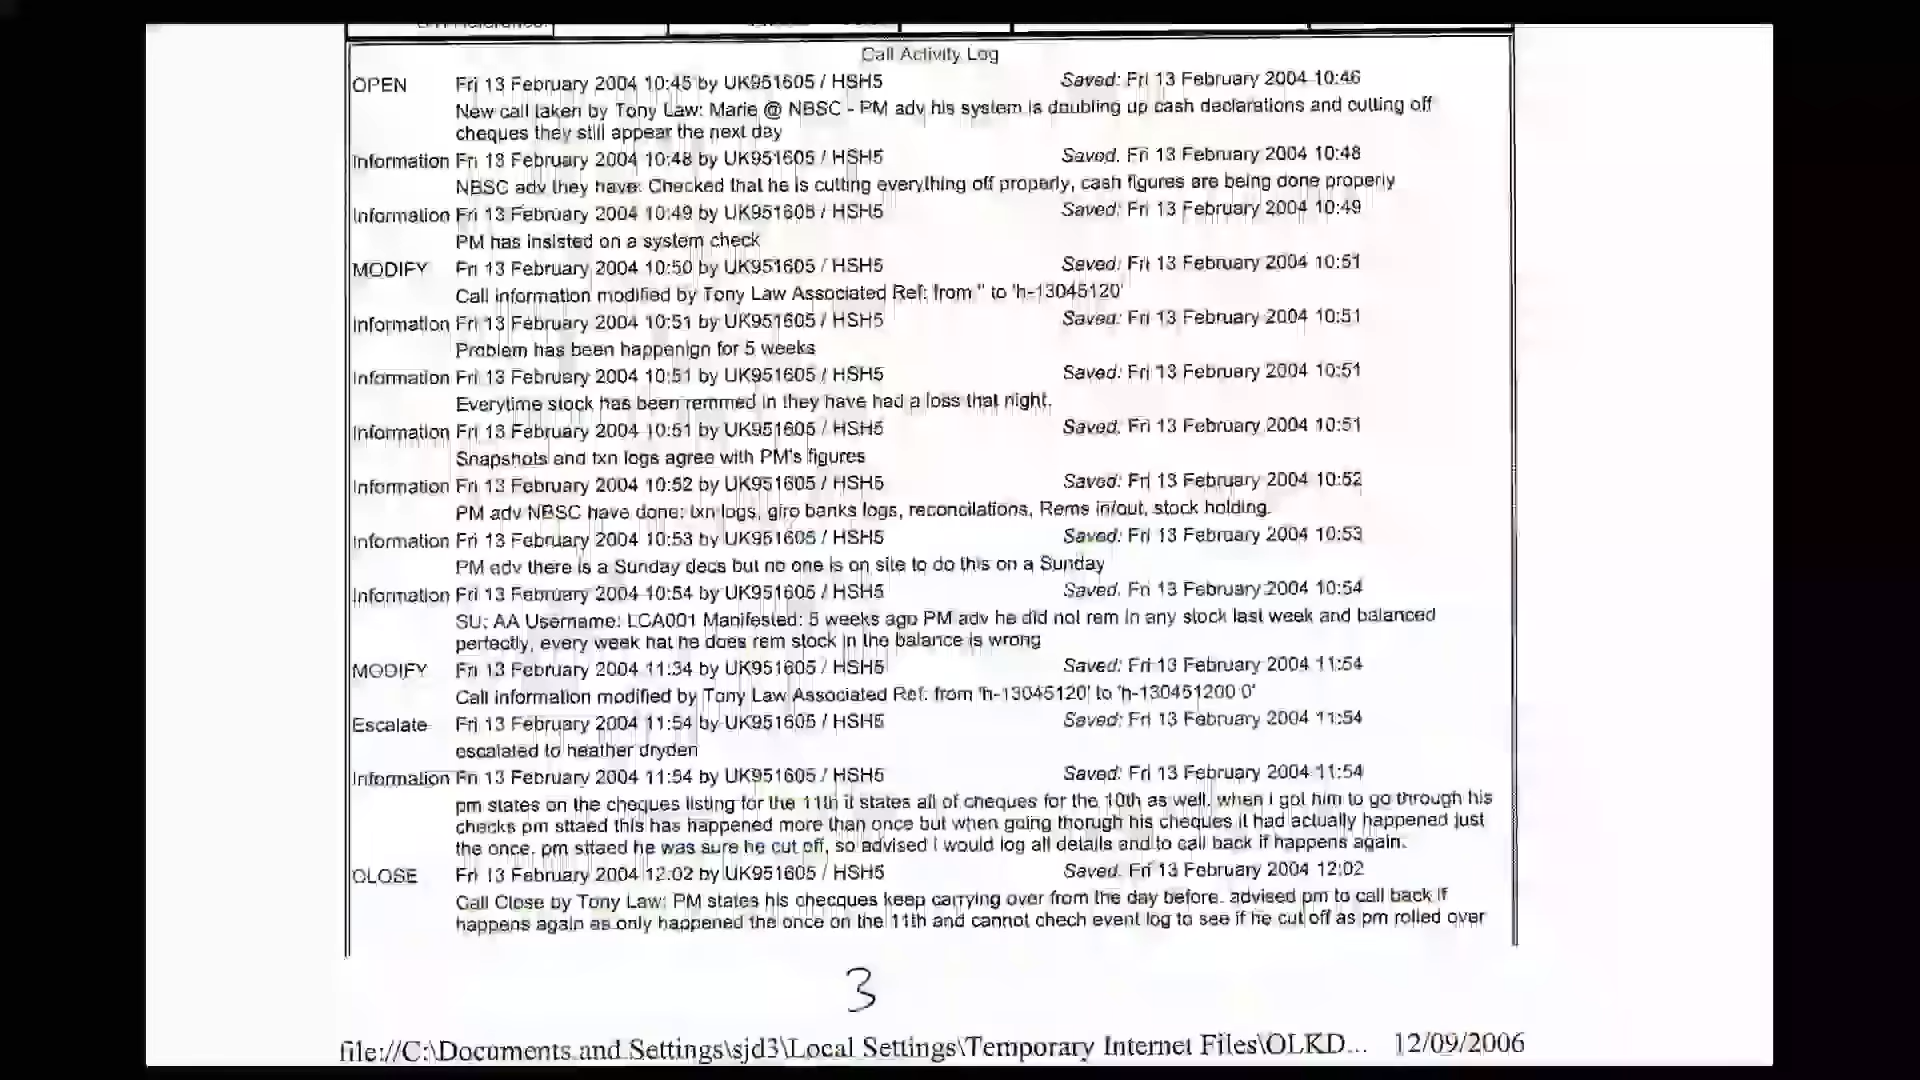 Call Activity Log
OPEN Fri 13 February 2004 10:45 by UK951605 / HSH5 Saved: Fri 13 February 2004 10:46
New call taken by Tony Law: Marie @ NBSC - PM adv his system is doubling up cash declarations and cutting off
cheques they still appear the next day
Information Fri 13 February 2004 10:48 by UK951605 / HSH5 Saved: Fri 13 February 2004 10:48
NBSC adv they have: Checked that he is cutting everything off properly, cash figures are being done properly
Information Fri 13 February 2004 10:49 by UK951605 / HSH5 Saved: Fri 13 February 2004 10:49
PM has insisted on a system check
MODIFY Fri 13 February 2004 10:50 by UK951605 / HSH5 Saved: Fri 13 February 2004 10:51
Call information modified by Tony Law Associated Ref: from '' to 'h-13045120'
Information Fri 13 February 2004 10:51 by UK951605 / HSH5 Saved: Fri 13 February 2004 10:51
Problem has been happenign for 5 weeks
Information Fri 13 February 2004 10:51 by UK951605 / HSH5 Saved: Fri 13 February 2004 10:51
Everytime stock has been remmed in they have had a loss that night.
Information Fri 13 February 2004 10:51 by UK951605 / HSH5 Saved: Fri 13 February 2004 10:51
Snapshots and txn logs agree with PM's figures
Information Fri 13 February 2004 10:52 by UK951605 / HSH5 Saved: Fri 13 February 2004 10:52
PM adv NBSC have done: txn logs, giro banks logs, reconcilations, Rems in/out, stock holding.
Information Fri 13 February 2004 10:53 by UK951605 / HSH5 Saved: Fri 13 February 2004 10:53
PM adv there is a Sunday decs but no one is on site to do this on a Sunday
Information Fri 13 February 2004 10:54 by UK951605 / HSH5 Saved: Fri 13 February 2004 10:54
SU: AA Username: LCA001 Manifested: 5 weeks ago PM adv he did not rem in any stock last week and balanced
perfectly, every week hat he does rem stock in the balance is wrong
MODIFY Fri 13 February 2004 11:34 by UK951605 / HSH5 Saved: Fri 13 February 2004 11:54
Call information modified by Tony Law Associated Ref: from 'h-13045120' to 'h-130451200 0'
Escalate Fri 13 February 2004 11:54 by UK951605 / HSH5 Saved: Fri 13 February 2004 11:54
escalated to heather dryden
Information Fri 13 February 2004 11:54 by UK951605 / HSH5 Saved: Fri 13 February 2004 11:54
pm states on the cheques listing for the 11th it states all of cheques for the 10th as well. when I got him to go through his
checks pm sttaed this has happened more than once but when going thorugh his cheques it had actually happened just
the once. pm sttaed he was sure he cut off, so advised I would log all details and to call back if happens again.
CLOSE Fri 13 February 2004 12:02 by UK951605 / HSH5 Saved: Fri 13 February 2004 12:02
Call Close by Tony Law: PM states his checques keep carrying over from the day before. advised pm to call back if
happens again as only happened the once on the 11th and cannot chech event log to see if he cut off as pm rolled over
3
file://C:\Documents and Settings\sjd3\Local Settings\Temporary Internet Files\OLKD... 12/09/2006